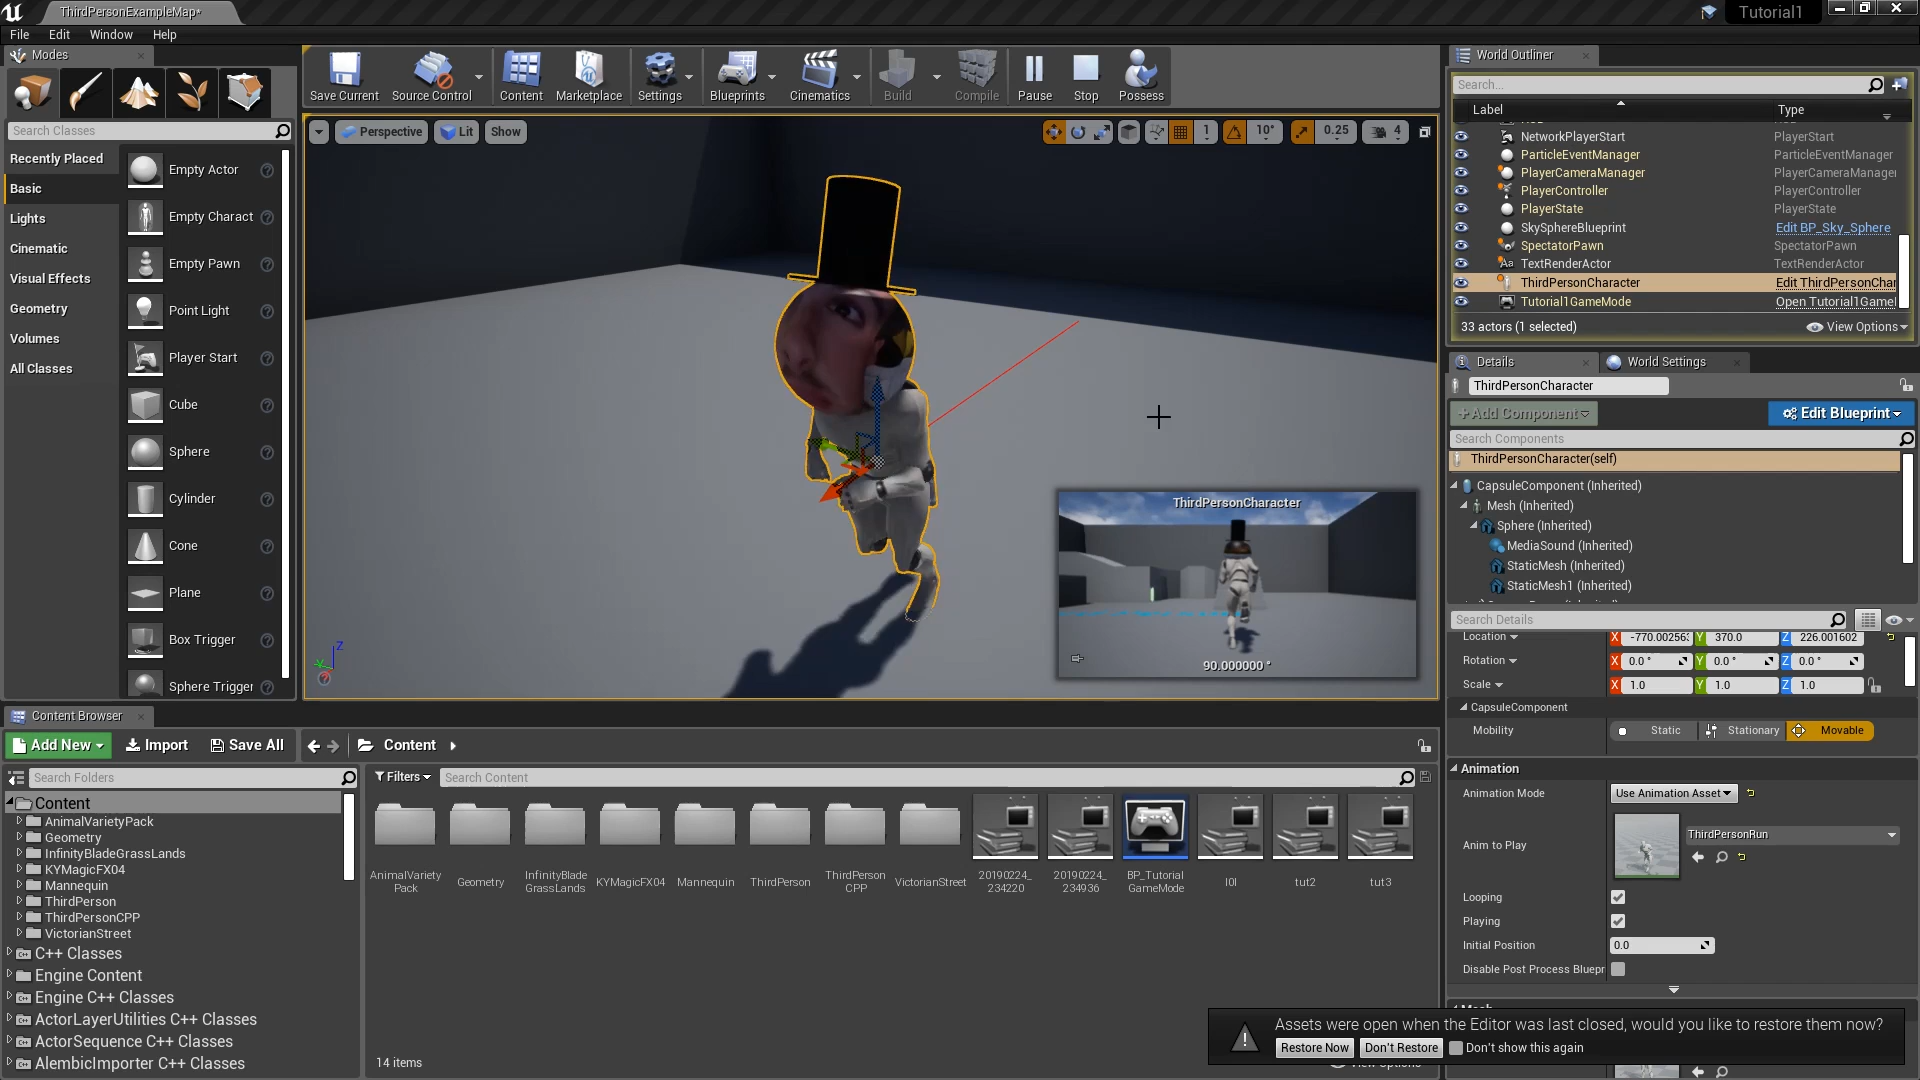 ThirdPersonExampleMap*
Tutorial1
File
Edit
Window
Help
Modes
Search Classes
Recently Placed
Basic
Lights
Cinematic
Visual Effects
Geometry
Volumes
All Classes
Empty Actor
Empty Charact
Empty Pawn
Point Light
Player Start
Cube
Sphere
Cylinder
Cone
Plane
Box Trigger
Sphere Trigger
Save Current
Source Control
Content
Marketplace
Settings
Blueprints
Cinematics
Build
Compile
Pause
Stop
Possess
Perspective
Lit
Show
1
10°
0.25
4
ThirdPersonCharacter
90.000000 °
World Outliner
Search...
Label
Type
NetworkPlayerStart
PlayerStart
ParticleEventManager
ParticleEventManager
PlayerCameraManager
PlayerCameraManager
PlayerController
PlayerController
PlayerState
PlayerState
SkySphereBlueprint
Edit BP_Sky_Sphere
SpectatorPawn
SpectatorPawn
TextRenderActor
TextRenderActor
ThirdPersonCharacter
Edit ThirdPersonChar
Tutorial1GameMode
Open Tutorial1GameI
33 actors (1 selected)
View Options
Details
World Settings
ThirdPersonCharacter
+ Add Component
Edit Blueprint
Search Components
ThirdPersonCharacter(self)
CapsuleComponent (Inherited)
Mesh (Inherited)
Sphere (Inherited)
MediaSound (Inherited)
StaticMesh (Inherited)
StaticMesh1 (Inherited)
Search Details
Location
X
-770.00256
Y
370.0
Z
226.001602
Rotation
X
0.0 °
Y
0.0 °
Z
0.0 °
Scale
X
1.0
Y
1.0
Z
1.0
CapsuleComponent
Mobility
Static
Stationary
Movable
Animation
Animation Mode
Use Animation Asset
Anim to Play
ThirdPersonRun
Looping
Playing
Initial Position
0.0
Disable Post Process Bluepr
Content Browser
Add New
Import
Save All
Content
Search Folders
Filters
Search Content
Content
AnimalVarietyPack
Geometry
InfinityBladeGrassLands
KYMagicFX04
Mannequin
ThirdPerson
ThirdPersonCPP
VictorianStreet
C++ Classes
Engine Content
Engine C++ Classes
ActorLayerUtilities C++ Classes
ActorSequence C++ Classes
AlembicImporter C++ Classes
AnimalVariety
Pack
Geometry
InfinityBlade
GrassLands
KYMagicFX04
Mannequin
ThirdPerson
ThirdPerson
CPP
VictorianStreet
20190224_
234220
20190224_
234936
BP_Tutorial
GameMode
tut2
tut3
14 items
Assets were open when the Editor was last closed, would you like to restore them now?
Restore Now
Don't Restore
Don't show this again